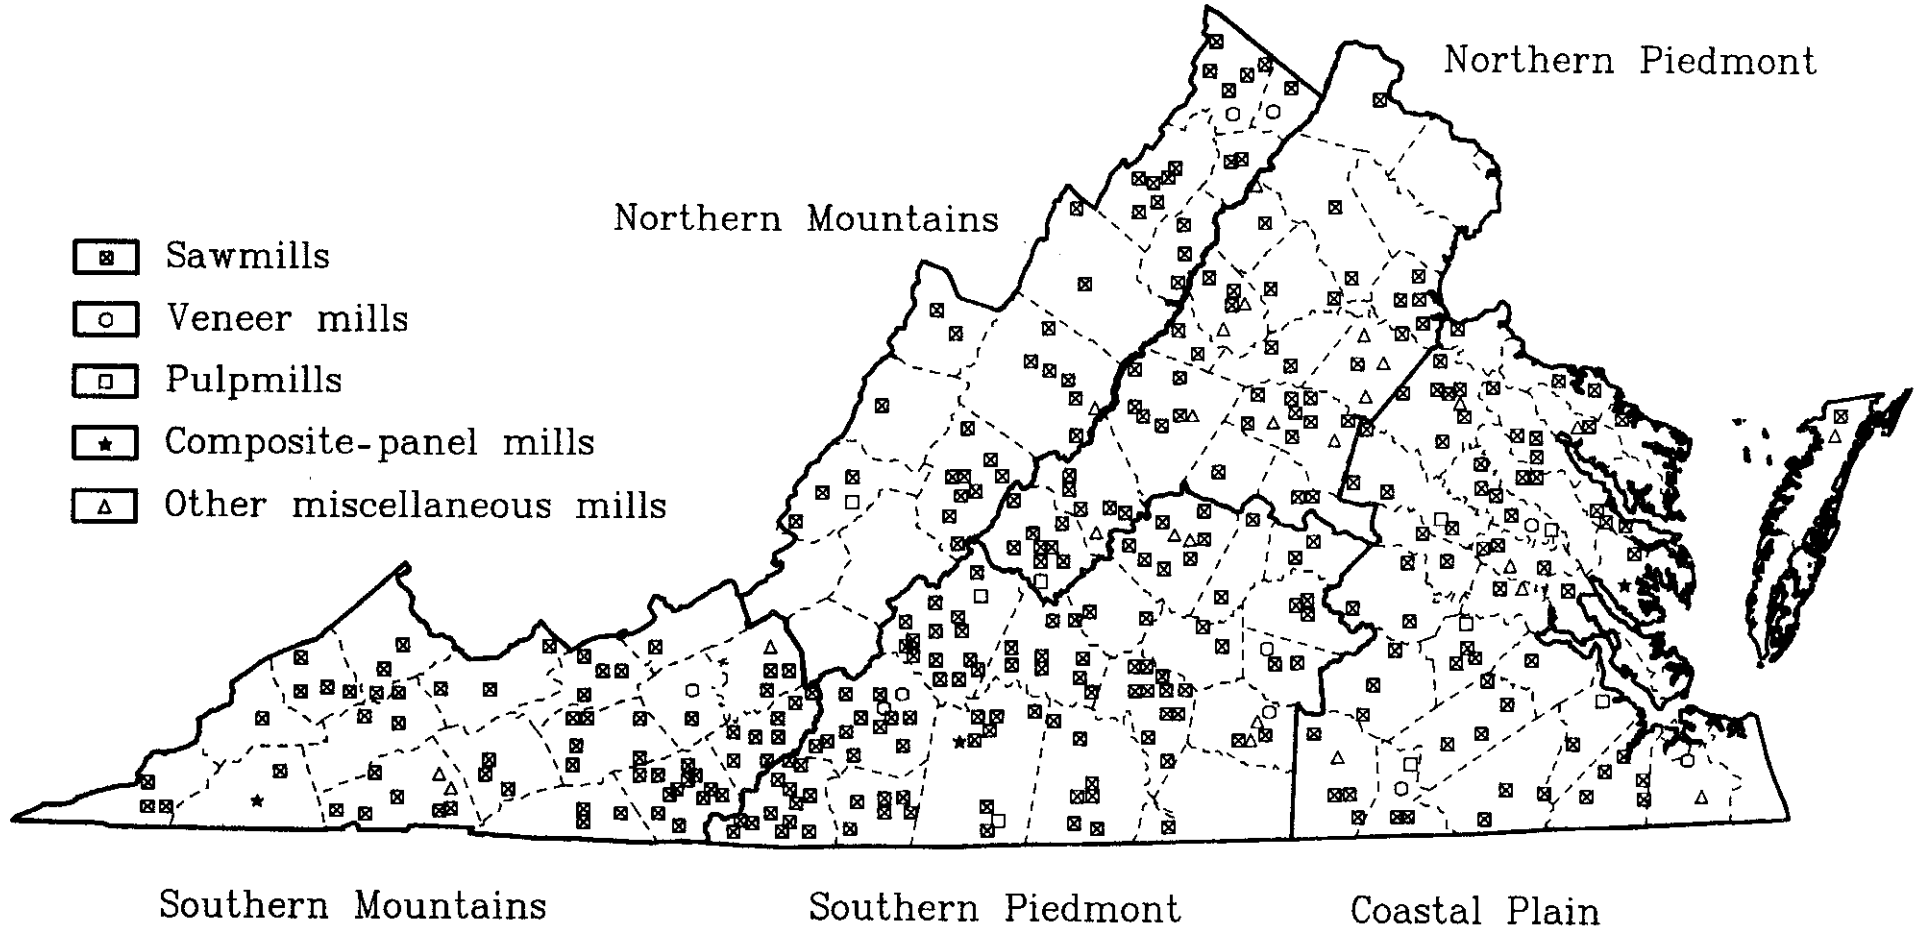 Northern Piedmont
Northern Mountains
Sawmills
Veneer mills
Pulpmills
Composite-panel mills
Other miscellaneous mills
Southern Mountains
Southern Piedmont
Coastal Plain